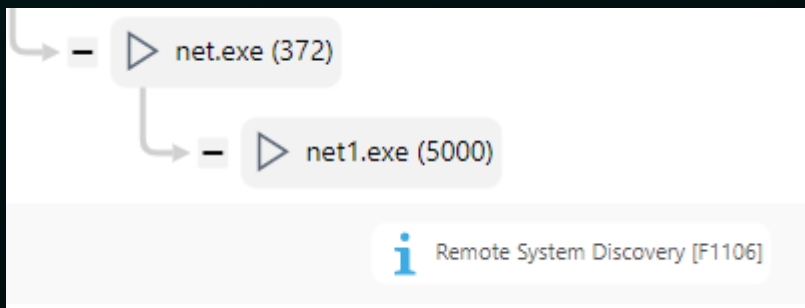 net.exe (372)
net1.exe (5000)
Remote System Discovery [F1106]